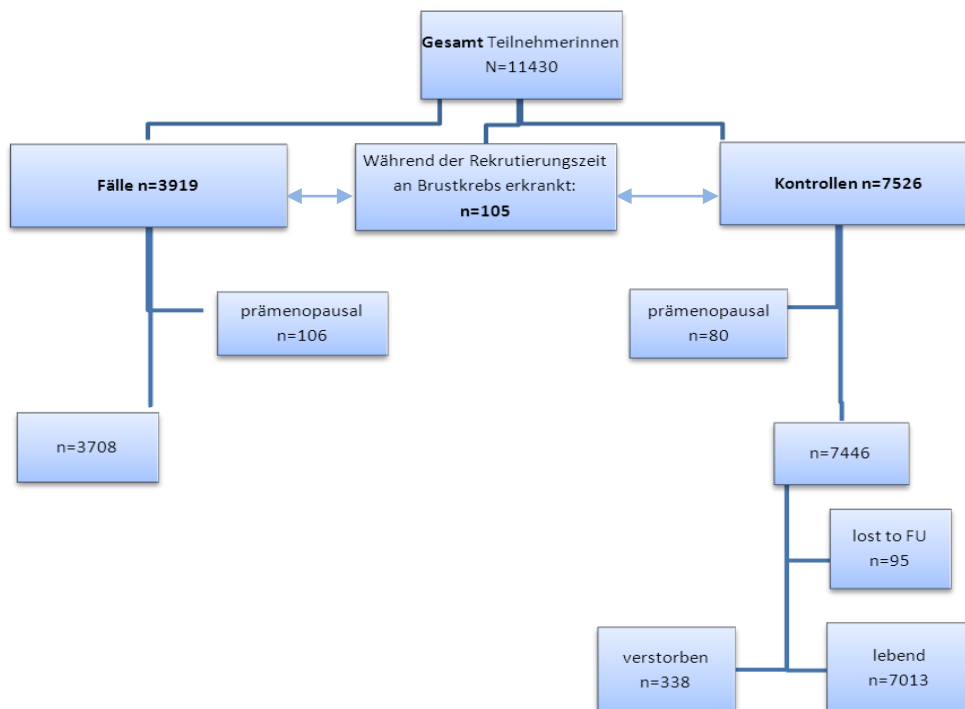 Gesamt Teilnehmerinnen
N=11430
Fälle n=3919
Während der Rekrutierungszeit
an Brustkrebs erkrankt:
n=105
Kontrollen n=7526
prämenopausal
n=106
prämenopausal
n=80
n=3708
n=7446
lost to FU
n=95
verstorben
n=338
lebend
n=7013